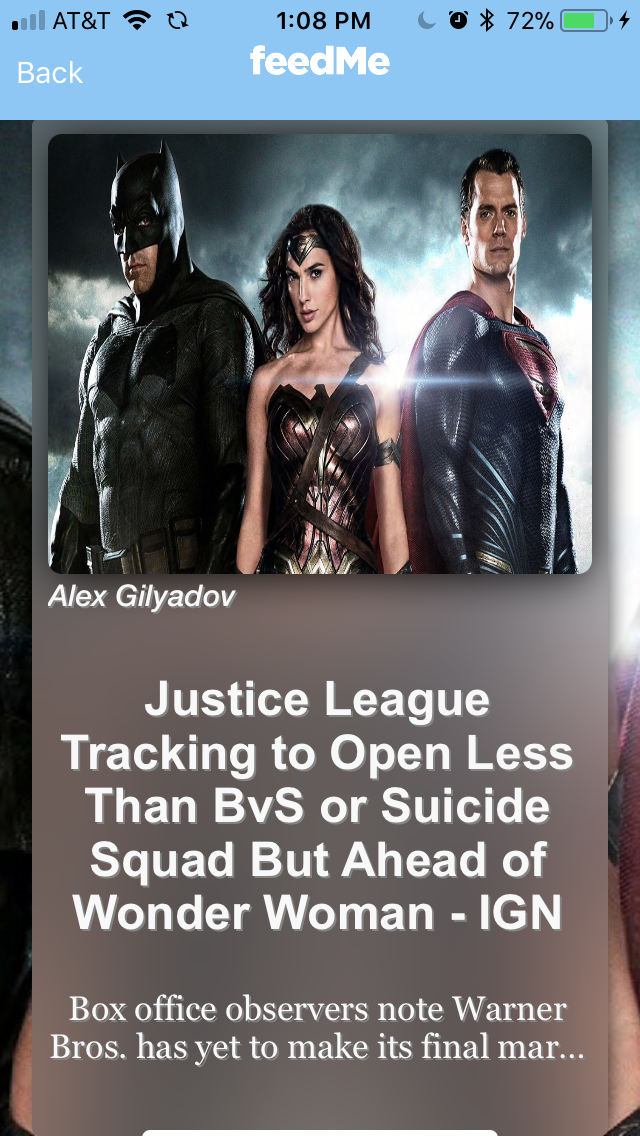 AT&T 1:08 PM 72%
Back feedMe
Alex Gilyadov
Justice League
Tracking to Open Less
Than BvS or Suicide
Squad But Ahead of
Wonder Woman - IGN
Box office observers note Warner
Bros. has yet to make its final mar...